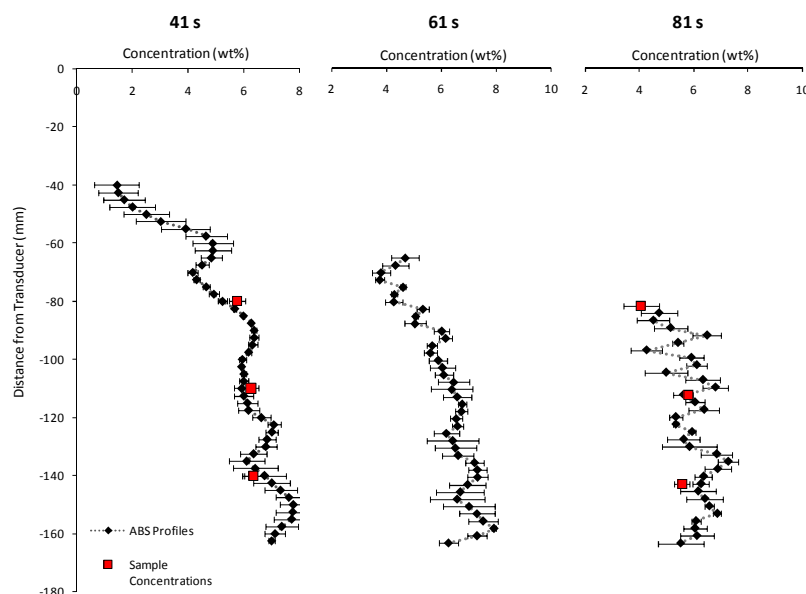 41 s
61 s
81 s
Concentration (wt%)
Concentration (wt%)
Concentration (wt%)
0 2 4 6 8
2 4 6 8 10
2 4 6 8 10
0
-20
-40
-60
-80
-100
-120
-140
-160
-180
Distance from Transducer (mm)
ABS Profiles
Sample
Concentrations